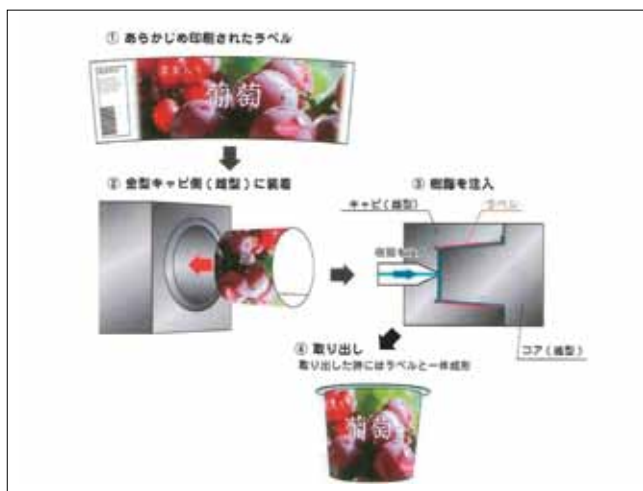 ① あらかじめ印刷されたラベル
葡萄
② 金型キャビ側(雌型)に装着
③ 樹脂を注入
キャビ(雌型)
ラベル
樹脂を注入
コア(雄型)
④ 取り出し
取り出した時にはラベルと一体成形
葡萄